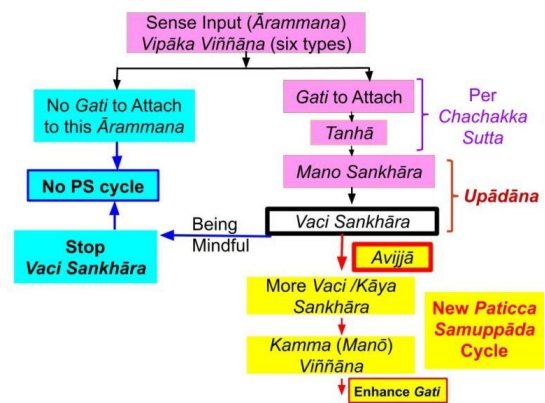 Sense Input (Ārammana)
Vipāka Viññāna (six types)
No Gati to Attach
to this Ārammana
Gati to Attach
Per
Chachakka
Sutta
Tanhā
No PS cycle
Mano Sankhāra
Upādāna
Being
Mindful
Vaci Sankhāra
Stop
Vaci Sankhāra
Avijjā
More Vaci /Kāya
Sankhāra
New Paticca
Samuppāda
Cycle
Kamma (Manō)
Viññāna
Enhance Gati